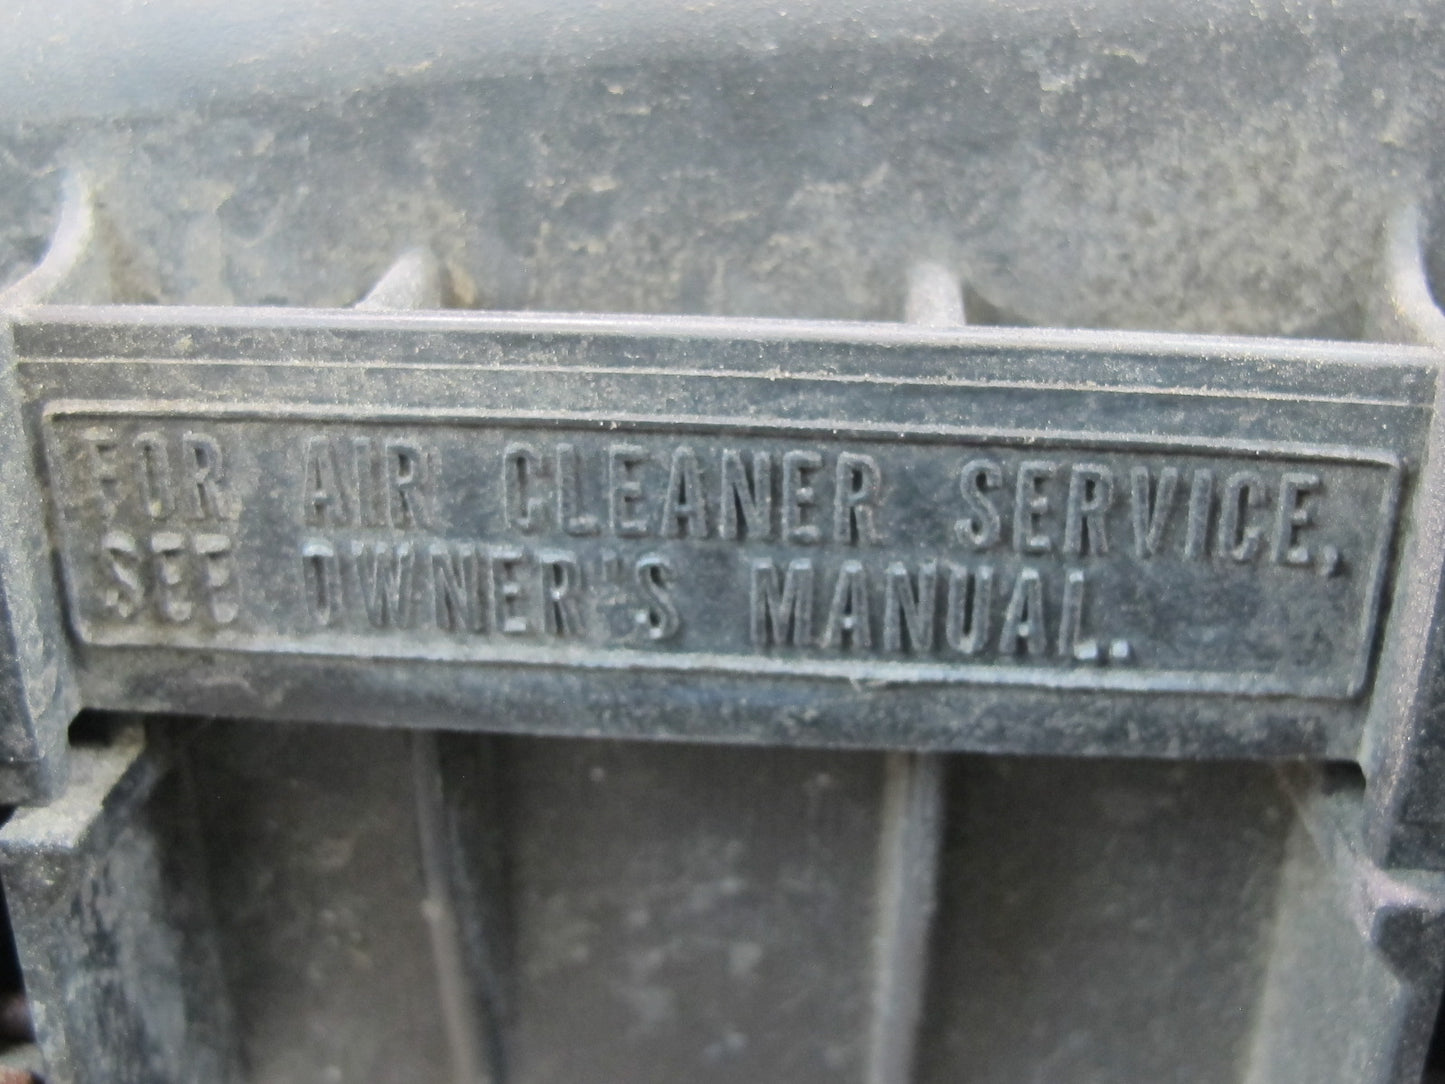 FOR AIR CLEANER SERVICE,
SEE OWNER'S MANUAL.